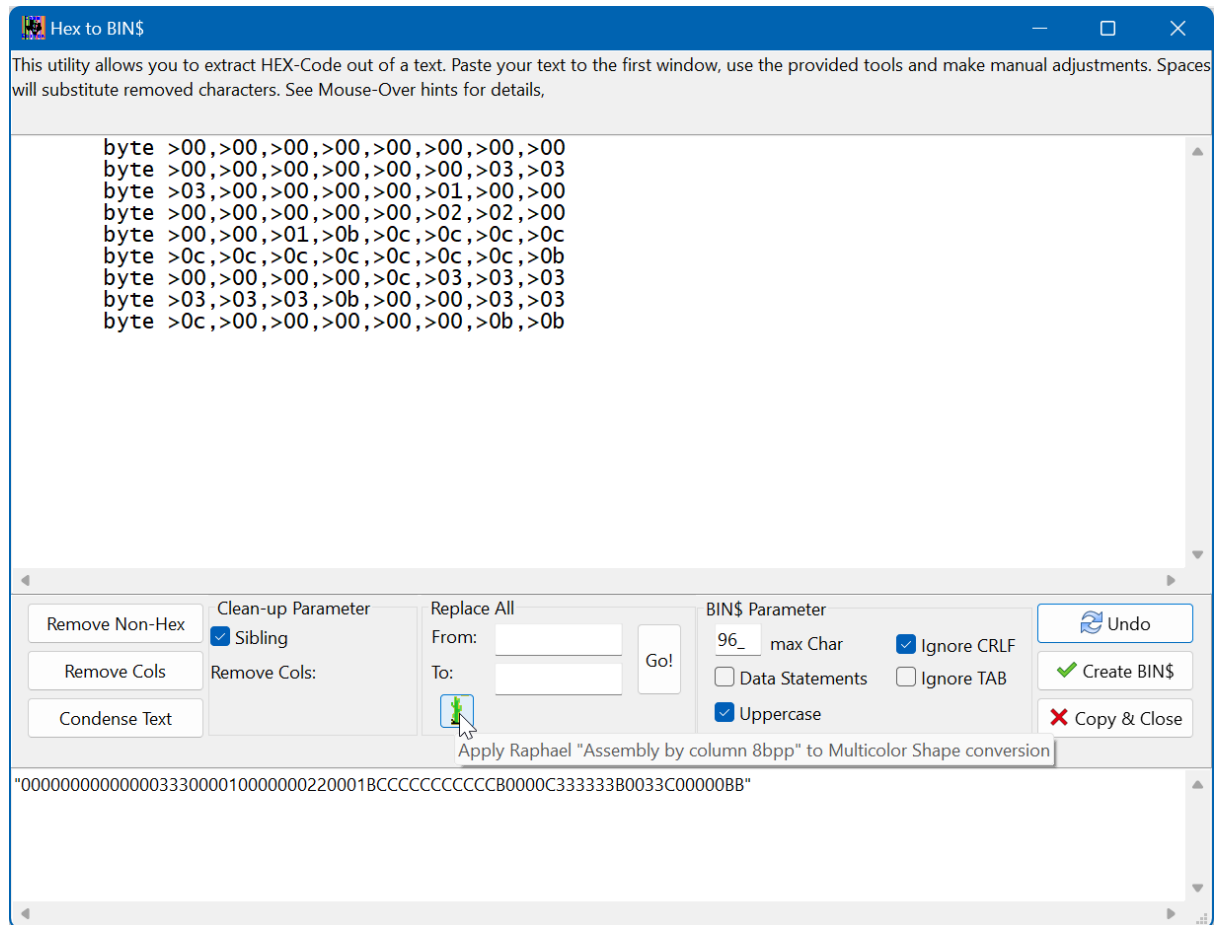 Hex to BIN$
This utility allows you to extract HEX-Code out of a text. Paste your text to the first window, use the provided tools and make manual adjustments. Spaces
will substitute removed characters. See Mouse-Over hints for details,
byte >00,>00,>00,>00,>00,>00,>00,>00
byte >00,>00,>00,>00,>00,>00,>03,>03
byte >03,>00,>00,>00,>00,>01,>00,>00
byte >00,>00,>00,>00,>00,>02,>02,>00
byte >00,>00,>01,>0b,>0c,>0c,>0c,>0c
byte >0c,>0c,>0c,>0c,>0c,>0c,>0c,>0b
byte >00,>00,>00,>00,>0c,>03,>03,>03
byte >03,>03,>03,>0b,>00,>00,>03,>03
byte >0c,>00,>00,>00,>00,>00,>0b,>0b
Remove Non-Hex
Remove Cols
Condense Text
Clean-up Parameter
Sibling
Remove Cols:
Replace All
From:
To:
Go!
BIN$ Parameter
96_ max Char
Ignore CRLF
Data Statements
Ignore TAB
Uppercase
Undo
Create BIN$
Copy & Close
Apply Raphael "Assembly by column 8bpp" to Multicolor Shape conversion
"000000000000003330000100000000220001BCCCCCCCCCCCB0000C333333B0033C00000BB"